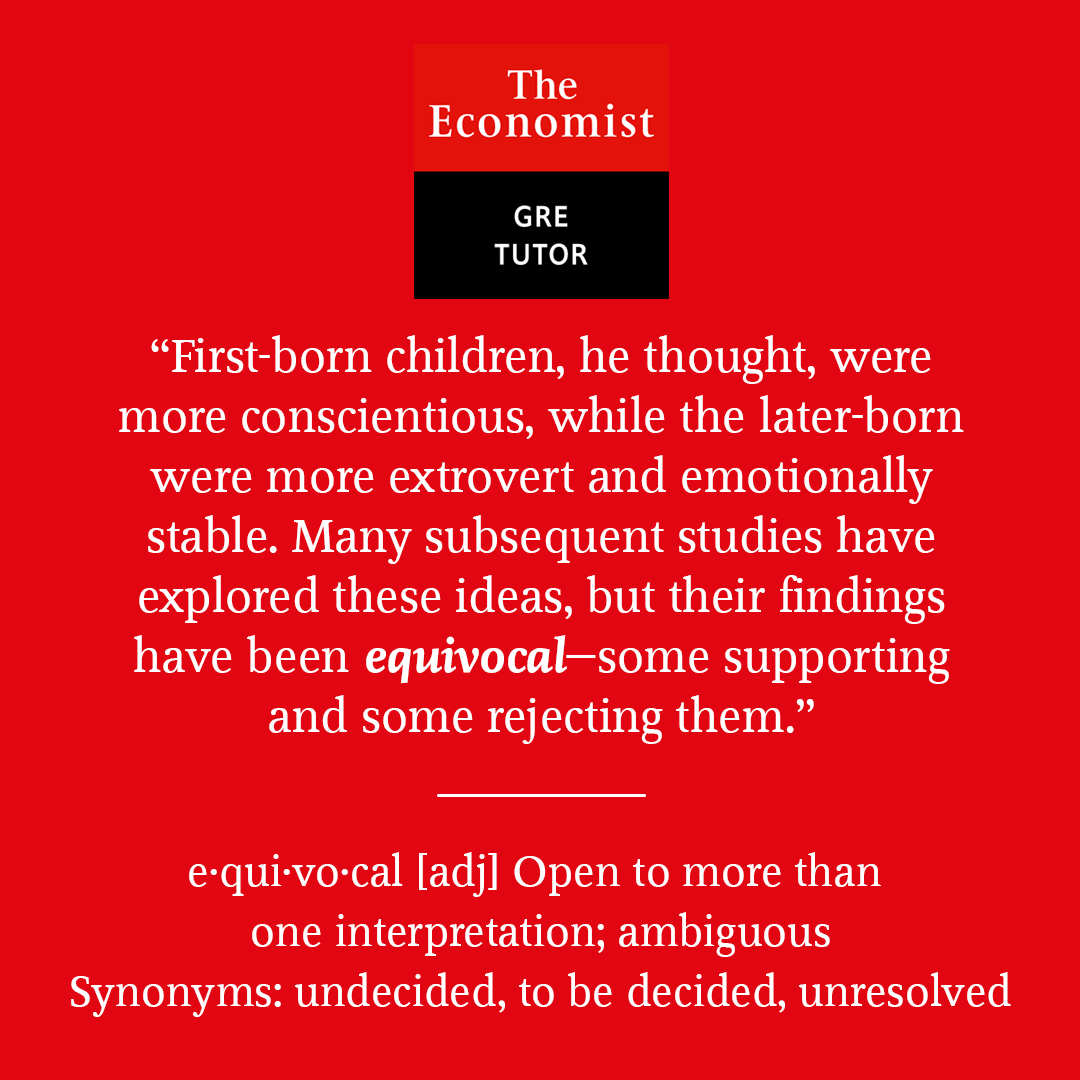 The
Economist
GRE
TUTOR
“First-born children, he thought, were
more conscientious, while the later-born
were more extrovert and emotionally
stable. Many subsequent studies have
explored these ideas, but their findings
have been equivocal—some supporting
and some rejecting them.”
e·qui·vo·cal [adj] Open to more than
one interpretation; ambiguous
Synonyms: undecided, to be decided, unresolved